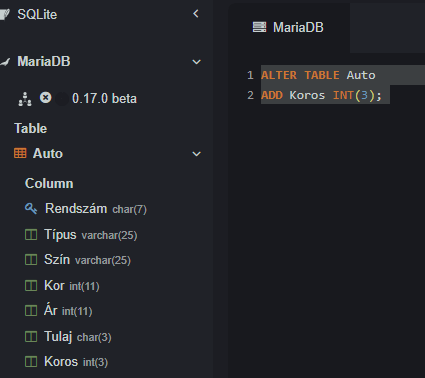 SQLite
MariaDB
0.17.0 beta
Table
Auto
Column
Rendszám char(7)
Típus varchar(25)
Szín varchar(25)
Kor int(11)
Ár int(11)
Tulaj char(3)
Koros int(3)
MariaDB
1 ALTER TABLE Auto
2 ADD Koros INT(3);